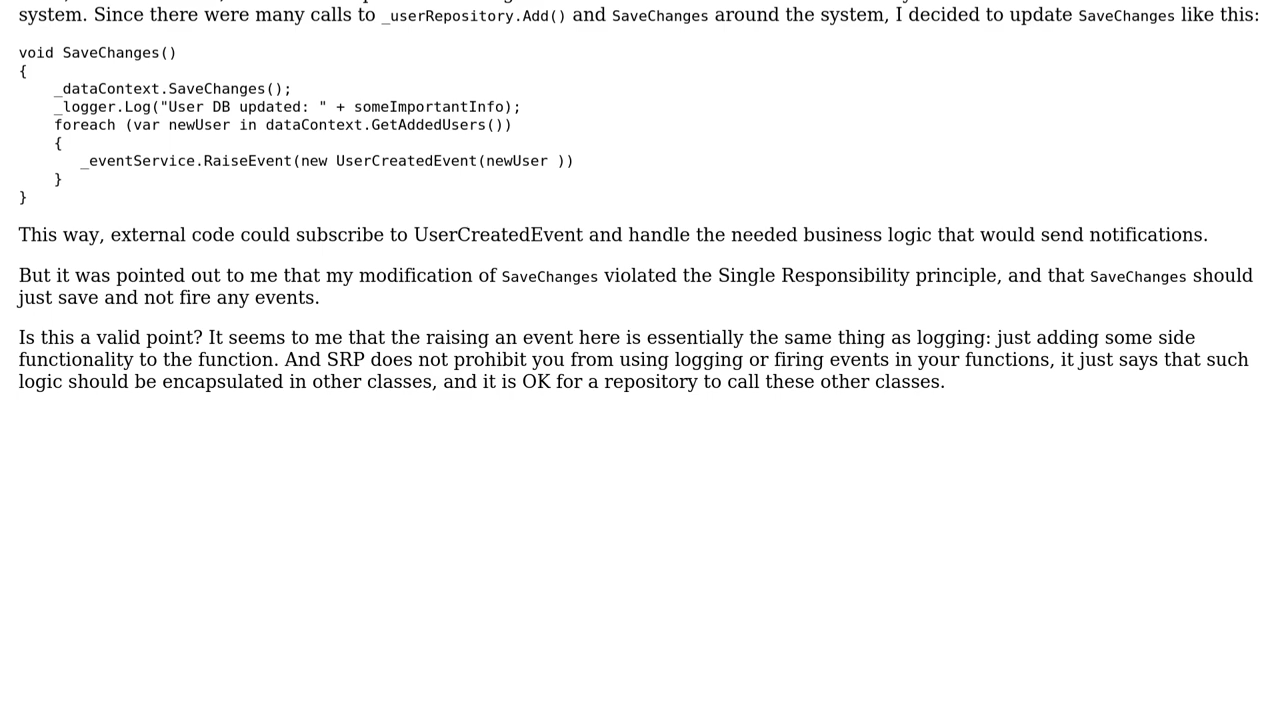 system. Since there were many calls to _userRepository.Add() and SaveChanges around the system, I decided to update SaveChanges like this:
void SaveChanges()
{
    _dataContext.SaveChanges();
    _logger.Log("User DB updated: " + someImportantInfo);
    foreach (var newUser in dataContext.GetAddedUsers())
    {
       _eventService.RaiseEvent(new UserCreatedEvent(newUser ))
    }
}
This way, external code could subscribe to UserCreatedEvent and handle the needed business logic that would send notifications.
But it was pointed out to me that my modification of SaveChanges violated the Single Responsibility principle, and that SaveChanges should
just save and not fire any events.
Is this a valid point? It seems to me that the raising an event here is essentially the same thing as logging: just adding some side
functionality to the function. And SRP does not prohibit you from using logging or firing events in your functions, it just says that such
logic should be encapsulated in other classes, and it is OK for a repository to call these other classes.